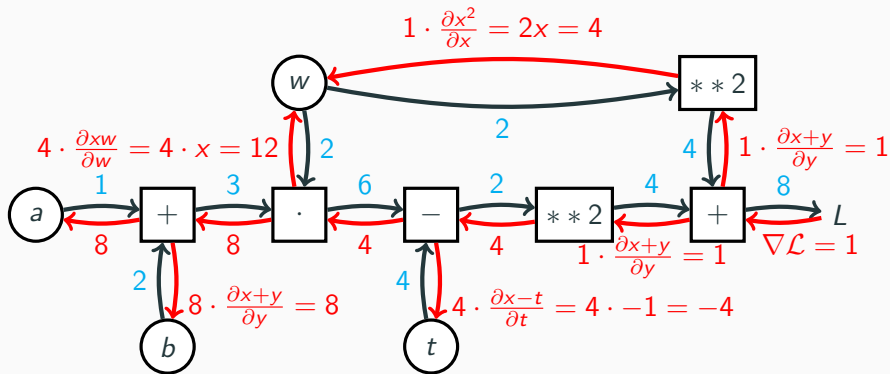 1 · ∂x²/∂x = 2x = 4
w
∗∗2
2
4 · ∂xw/∂w = 4 · x = 12
2
4
1 · ∂x+y/∂y = 1
1
3
6
2
4
8
a
+
·
−
∗∗2
+
L
8
8
4
4
1 · ∂x+y/∂y = 1
∇ℒ = 1
2
8 · ∂x+y/∂y = 8
4
4 · ∂x−t/∂t = 4 · −1 = −4
b
t